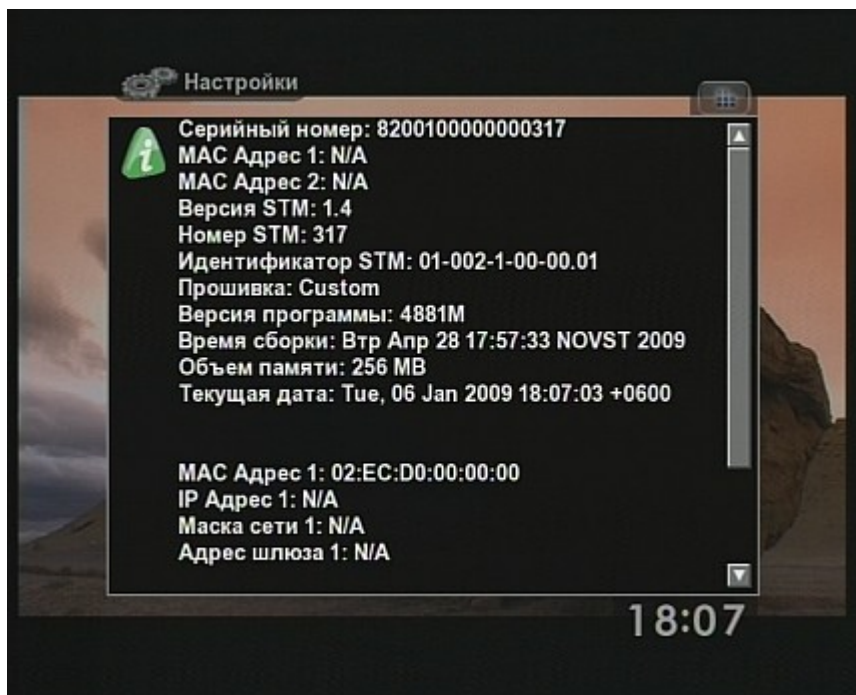 Настройки
Серийный номер: 8200100000000317
MAC Адрес 1: N/A
MAC Адрес 2: N/A
Версия STM: 1.4
Номер STM: 317
Идентификатор STM: 01-002-1-00-00.01
Прошивка: Custom
Версия программы: 4881M
Время сборки: Втр Апр 28 17:57:33 NOVST 2009
Объем памяти: 256 MB
Текущая дата: Tue, 06 Jan 2009 18:07:03 +0600
MAC Адрес 1: 02:EC:D0:00:00:00
IP Адрес 1: N/A
Маска сети 1: N/A
Адрес шлюза 1: N/A
18:07